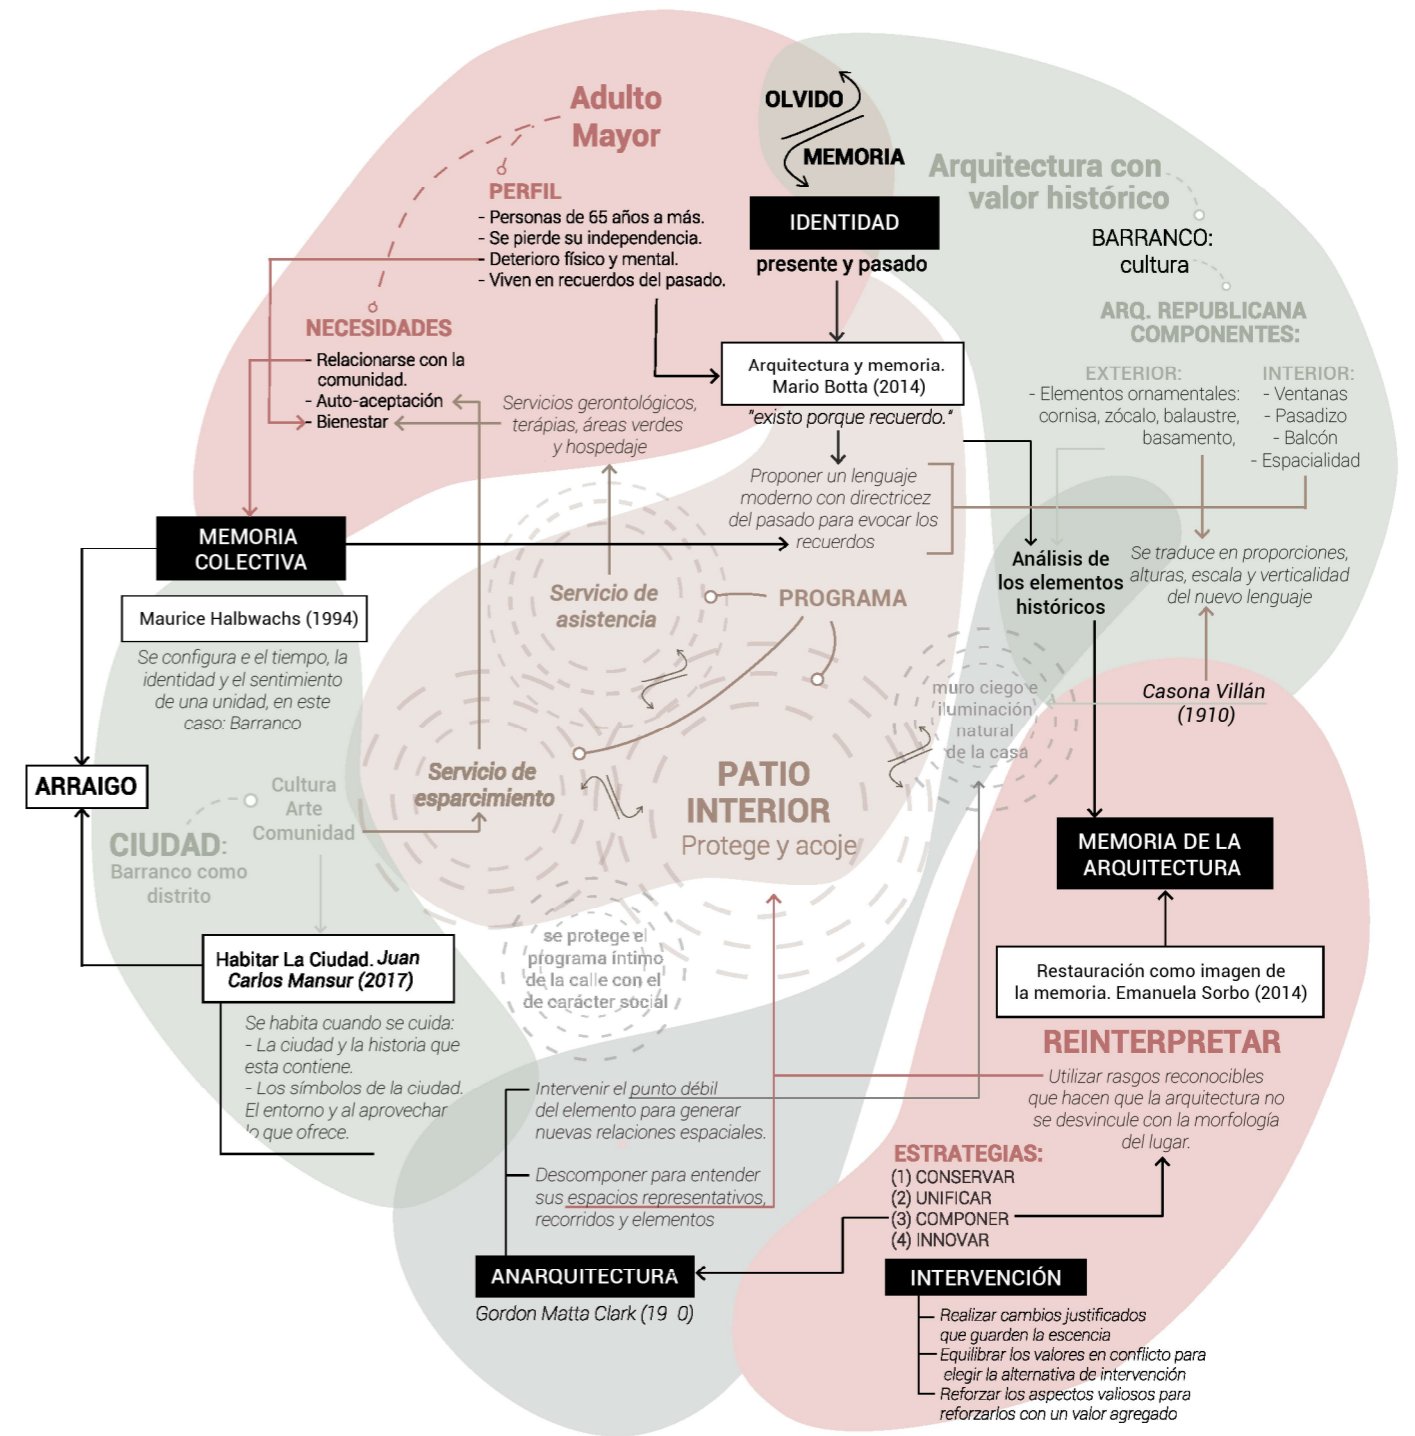 Adulto
Mayor
OLVIDO
MEMORIA
Arquitectura con
valor histórico
PERFIL
- Personas de 65 años a más.
- Se pierde su independencia.
- Deterioro físico y mental.
- Viven en recuerdos del pasado.
IDENTIDAD
presente y pasado
BARRANCO:
cultura
ARQ. REPUBLICANA
COMPONENTES:
EXTERIOR:
- Elementos ornamentales:
cornisa, zócalo, balaustre,
basamento,
INTERIOR:
- Ventanas
- Pasadizo
- Balcón
- Espacialidad
NECESIDADES
- Relacionarse con la
comunidad.
- Auto-aceptación
- Bienestar
Servicios gerontológicos,
terápias, áreas verdes
y hospedaje
Arquitectura y memoria.
Mario Botta (2014)
"existo porque recuerdo."
Proponer un lenguaje
moderno con directricez
del pasado para evocar los
recuerdos
MEMORIA
COLECTIVA
Maurice Halbwachs (1994)
Se configura e el tiempo, la
identidad y el sentimiento
de una unidad, en este
caso: Barranco
Servicio de
asistencia
PROGRAMA
Análisis de
los elementos
históricos
Se traduce en proporciones,
alturas, escala y verticalidad
del nuevo lenguaje
Casona Villán
(1910)
muro ciego e
iluminación
natural
de la casa
ARRAIGO
Cultura
Arte
Comunidad
CIUDAD:
Barranco como
distrito
Servicio de
esparcimiento
PATIO
INTERIOR
Protege y acoje
MEMORIA DE LA
ARQUITECTURA
Habitar La Ciudad. Juan
Carlos Mansur (2017)
Se habita cuando se cuida:
- La ciudad y la historia que
esta contiene.
- Los símbolos de la ciudad.
El entorno y al aprovechar
lo que ofrece.
se protege el
programa íntimo
de la calle con el
de carácter social
Restauración como imagen de
la memoria. Emanuela Sorbo (2014)
REINTERPRETAR
Utilizar rasgos reconocibles
que hacen que la arquitectura no
se desvincule con la morfología
del lugar.
Intervenir el punto débil
del elemento para generar
nuevas relaciones espaciales.
Descomponer para entender
sus espacios representativos,
recorridos y elementos
ESTRATEGIAS:
(1) CONSERVAR
(2) UNIFICAR
(3) COMPONER
(4) INNOVAR
ANARQUITECTURA
Gordon Matta Clark (19 0)
INTERVENCIÓN
Realizar cambios justificados
que guarden la escencia
Equilibrar los valores en conflicto para
elegir la alternativa de intervención
Reforzar los aspectos valiosos para
reforzarlos con un valor agregado